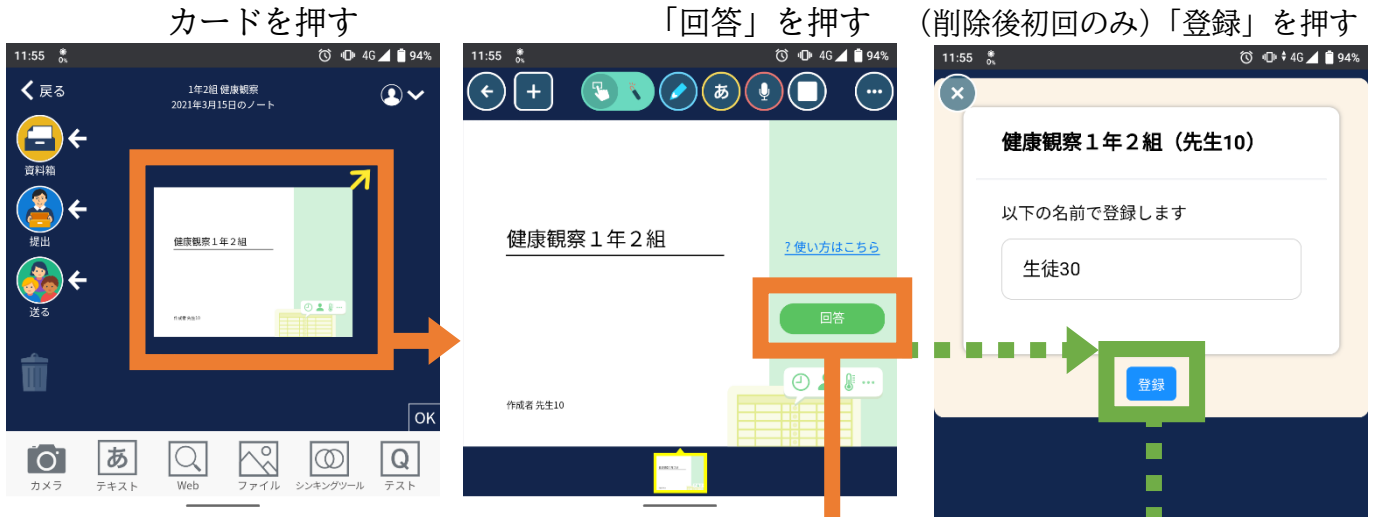 カードを押す
「回答」を押す
（削除後初回のみ）「登録」を押す
11:55
4G 94%
戻る
1年2組 健康観察
2021年3月15日のノート
資料箱
提出
送る
健康観察１年２組
OK
カメラ
テキスト
Web
ファイル
シンキングツール
テスト
あ
Q
11:55
4G 94%
あ
健康観察１年２組
?使い方はこちら
回答
作成者 先生10
11:55
4G 94%
健康観察１年２組（先生10）
以下の名前で登録します
生徒30
登録